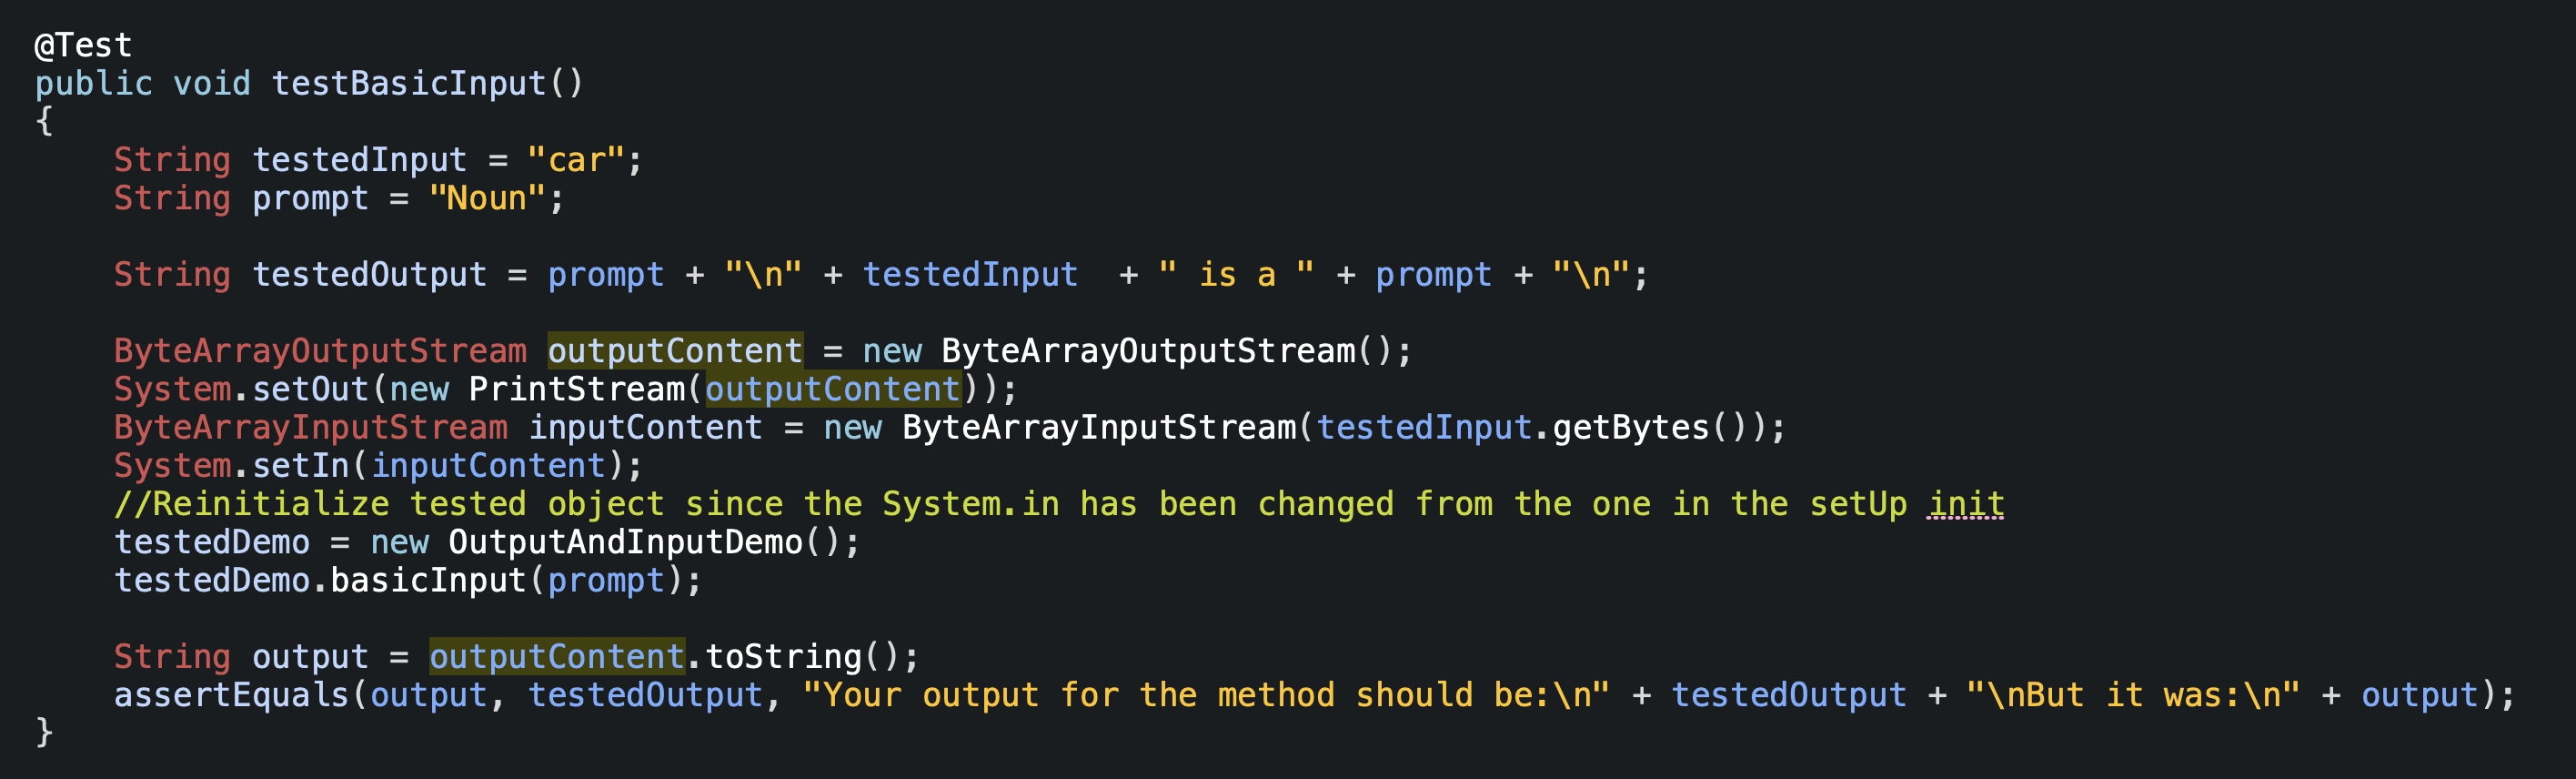 @Test
public void testBasicInput()
{
    String testedInput = "car";
    String prompt = "Noun";

    String testedOutput = prompt + "\n" + testedInput  + " is a " + prompt + "\n";

    ByteArrayOutputStream outputContent = new ByteArrayOutputStream();
    System.setOut(new PrintStream(outputContent));
    ByteArrayInputStream inputContent = new ByteArrayInputStream(testedInput.getBytes());
    System.setIn(inputContent);
    //Reinitialize tested object since the System.in has been changed from the one in the setUp init
    testedDemo = new OutputAndInputDemo();
    testedDemo.basicInput(prompt);

    String output = outputContent.toString();
    assertEquals(output, testedOutput, "Your output for the method should be:\n" + testedOutput + "\nBut it was:\n" + output);
}